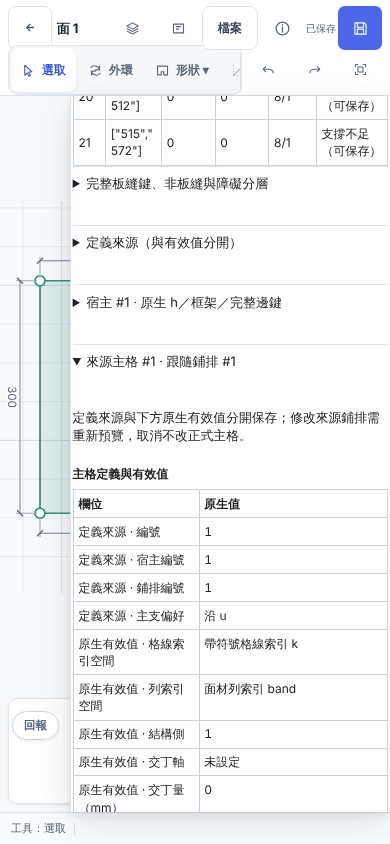 面 1
檔案
已保存
選取
外環
形狀 ▾
20
512"]
0
0
8/1
（可保存）
21
["515","
572"]
0
0
8/1
支撐不足
（可保存）
▶ 完整板縫鍵、非板縫與障礙分層
▶ 定義來源（與有效值分開）
▶ 宿主 #1 · 原生 h／框架／完整邊鍵
▼ 來源主格 #1 · 跟隨鋪排 #1
定義來源與下方原生有效值分開保存；修改來源鋪排需
重新預覽，取消不改正式主格。
主格定義與有效值
欄位
原生值
定義來源 · 編號
1
定義來源 · 宿主編號
1
定義來源 · 鋪排編號
1
定義來源 · 主支偏好
沿 u
原生有效值 · 格線索
引空間
帶符號格線索引 k
原生有效值 · 列索引
空間
面材列索引 band
原生有效值 · 結構側
1
原生有效值 · 交丁軸
未設定
原生有效值 · 交丁量
（mm）
0
300
回報
工具：選取